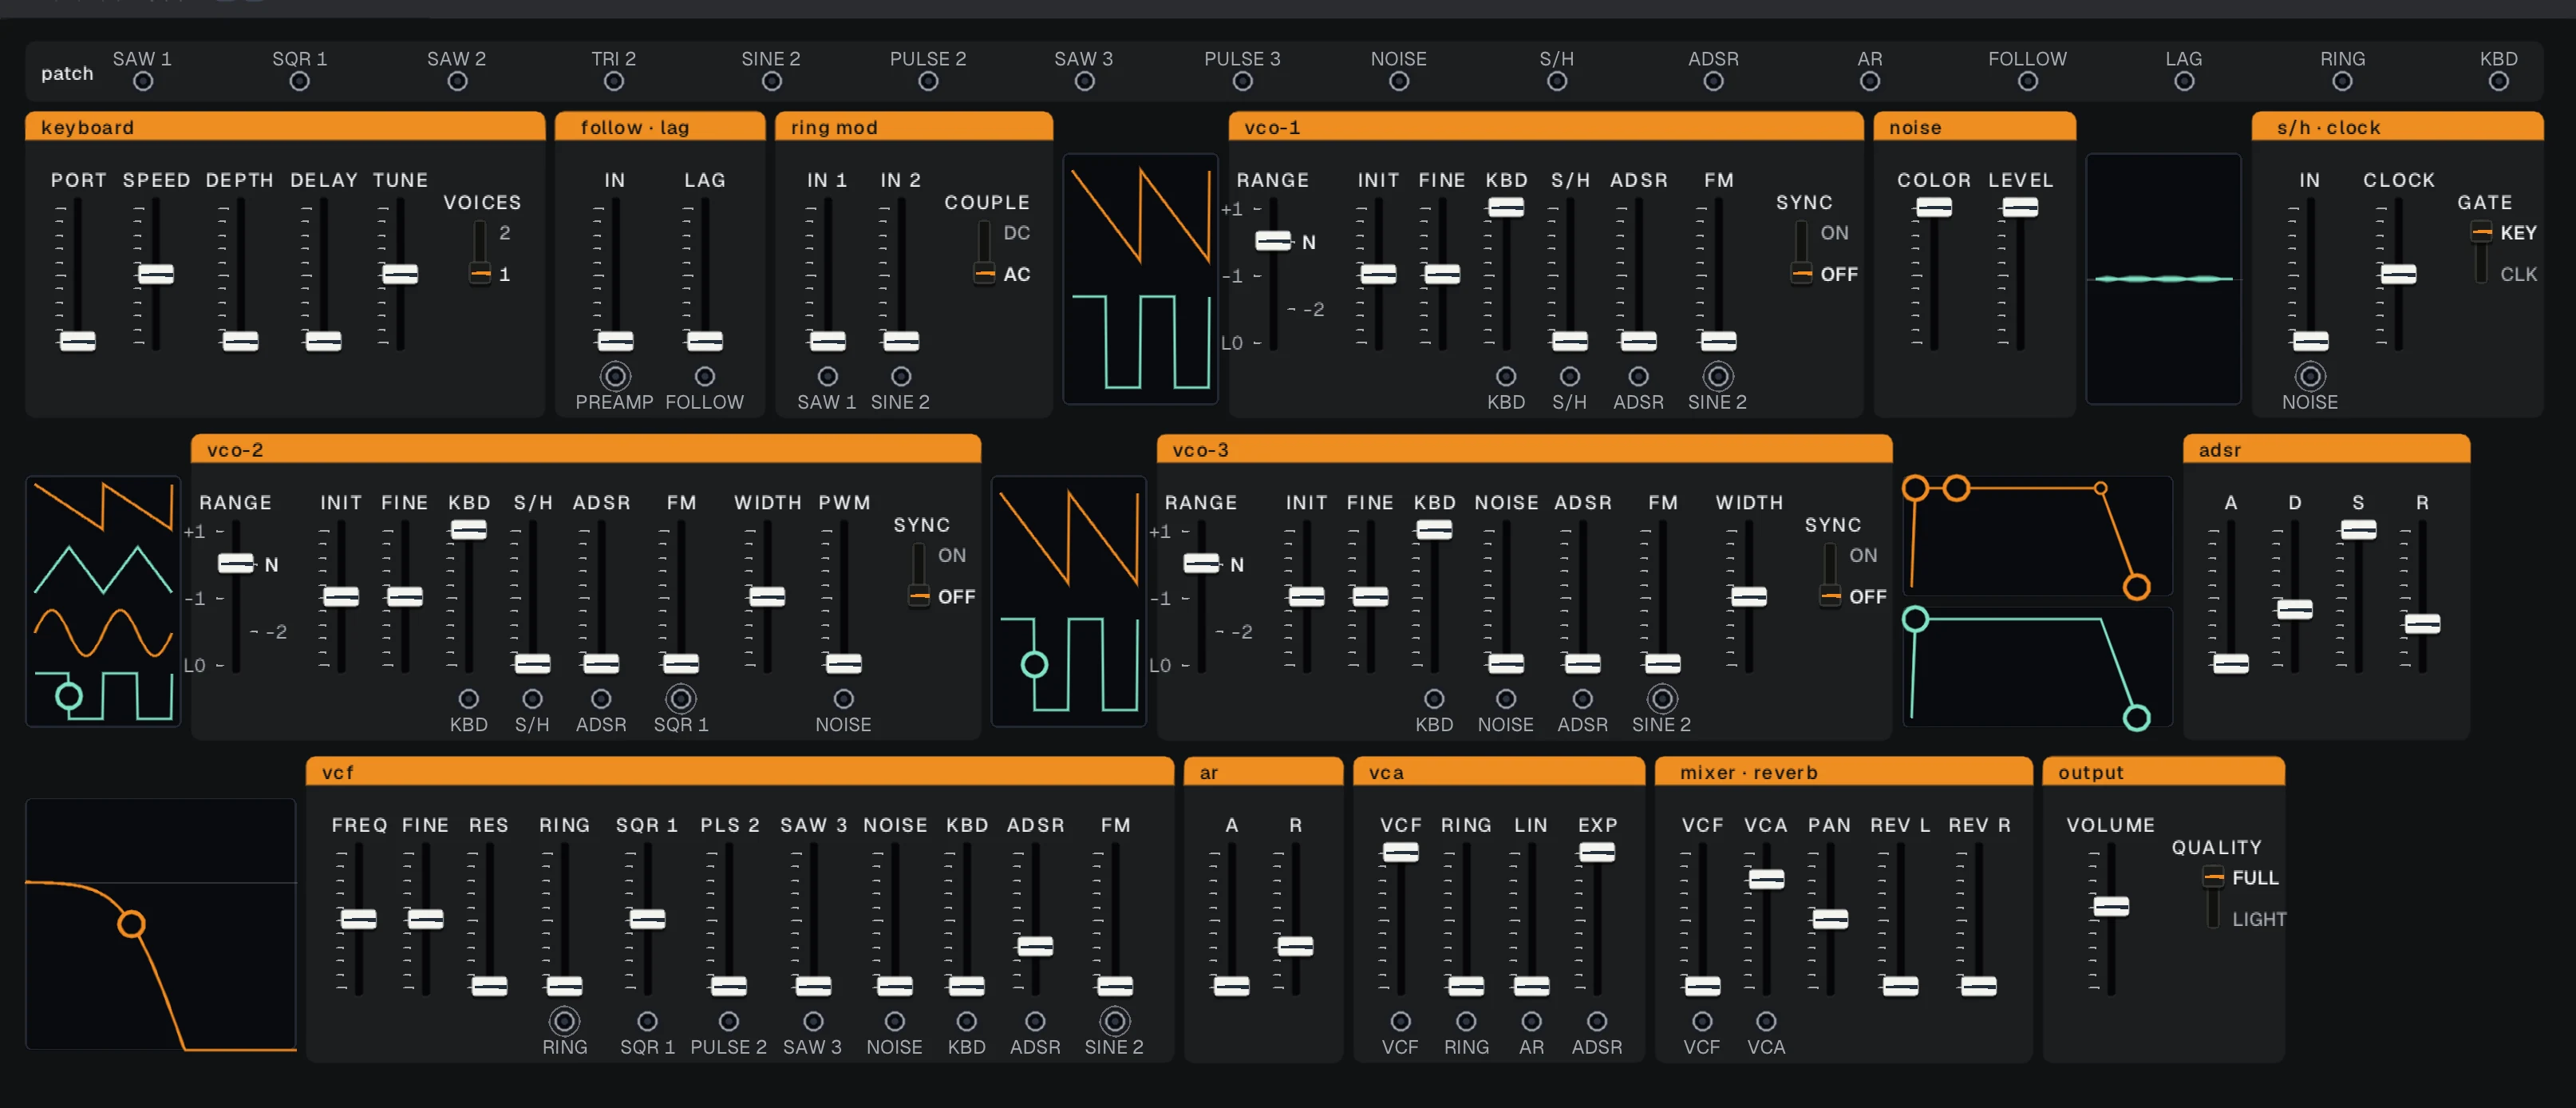 patch SAW 1 SQR 1 SAW 2 TRI 2 SINE 2 PULSE 2 SAW 3 PULSE 3 NOISE S/H ADSR AR FOLLOW LAG RING KBD
keyboard
PORT SPEED DEPTH DELAY TUNE
VOICES
2
1
follow · lag
IN LAG
PREAMP FOLLOW
ring mod
IN 1 IN 2
COUPLE
DC
AC
SAW 1 SINE 2
vco-1
RANGE INIT FINE KBD S/H ADSR FM
+1
N
-1
-2
LO
SYNC
ON
OFF
KBD S/H ADSR SINE 2
noise
COLOR LEVEL
s/h · clock
IN CLOCK
GATE
KEY
CLK
NOISE
vco-2
RANGE INIT FINE KBD S/H ADSR FM WIDTH PWM
+1
N
-1
-2
LO
SYNC
ON
OFF
KBD S/H ADSR SQR 1 NOISE
vco-3
RANGE INIT FINE KBD NOISE ADSR FM WIDTH
+1
N
-1
-2
LO
SYNC
ON
OFF
KBD NOISE ADSR SINE 2
adsr
A D S R
vcf
FREQ FINE RES RING SQR 1 PLS 2 SAW 3 NOISE KBD ADSR FM
RING SQR 1 PULSE 2 SAW 3 NOISE KBD ADSR SINE 2
ar
A R
vca
VCF RING LIN EXP
VCF RING AR ADSR
mixer · reverb
VCF VCA PAN REV L REV R
VCF VCA
output
VOLUME
QUALITY
FULL
LIGHT